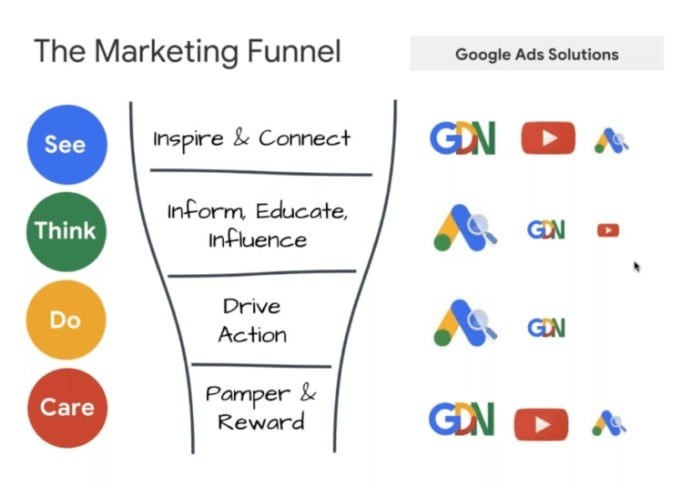 The Marketing Funnel
Google Ads Solutions
See
Inspire & Connect
GDN
Think
Inform, Educate,
Influence
GDN
Do
Drive
Action
GDN
Care
Pamper &
Reward
GDN